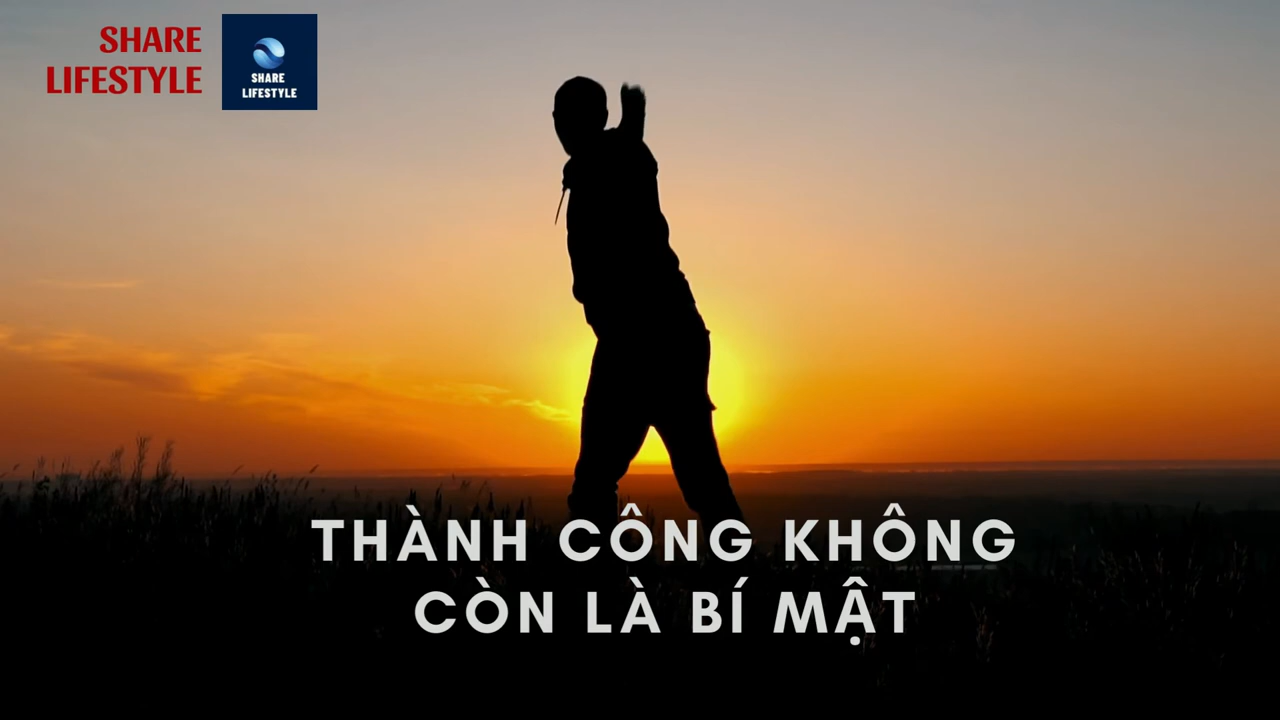 SHARE
LIFESTYLE
SHARE
LIFESTYLE
THÀNH CÔNG KHÔNG
CÒN LÀ BÍ MẬT